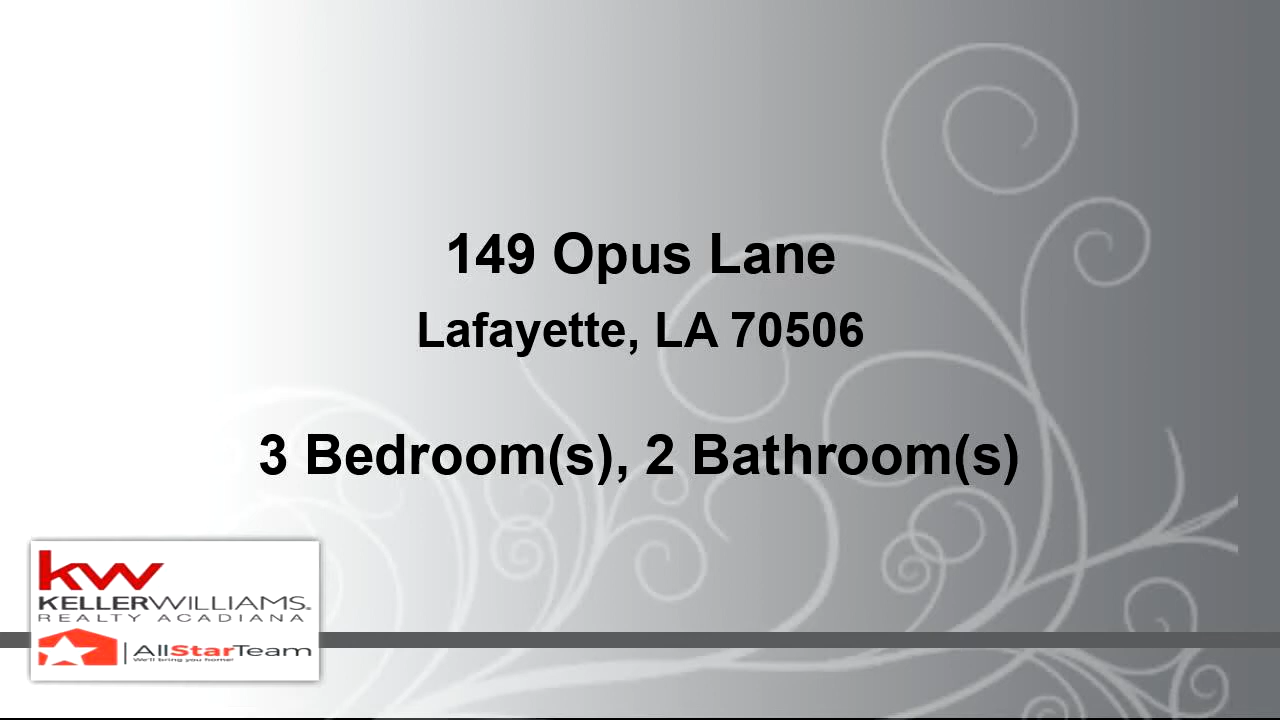 149 Opus Lane
Lafayette, LA 70506
3 Bedroom(s), 2 Bathroom(s)
kw
KELLERWILLIAMS.
REALTY ACADIANA
AllStarTeam
We'll bring you home!